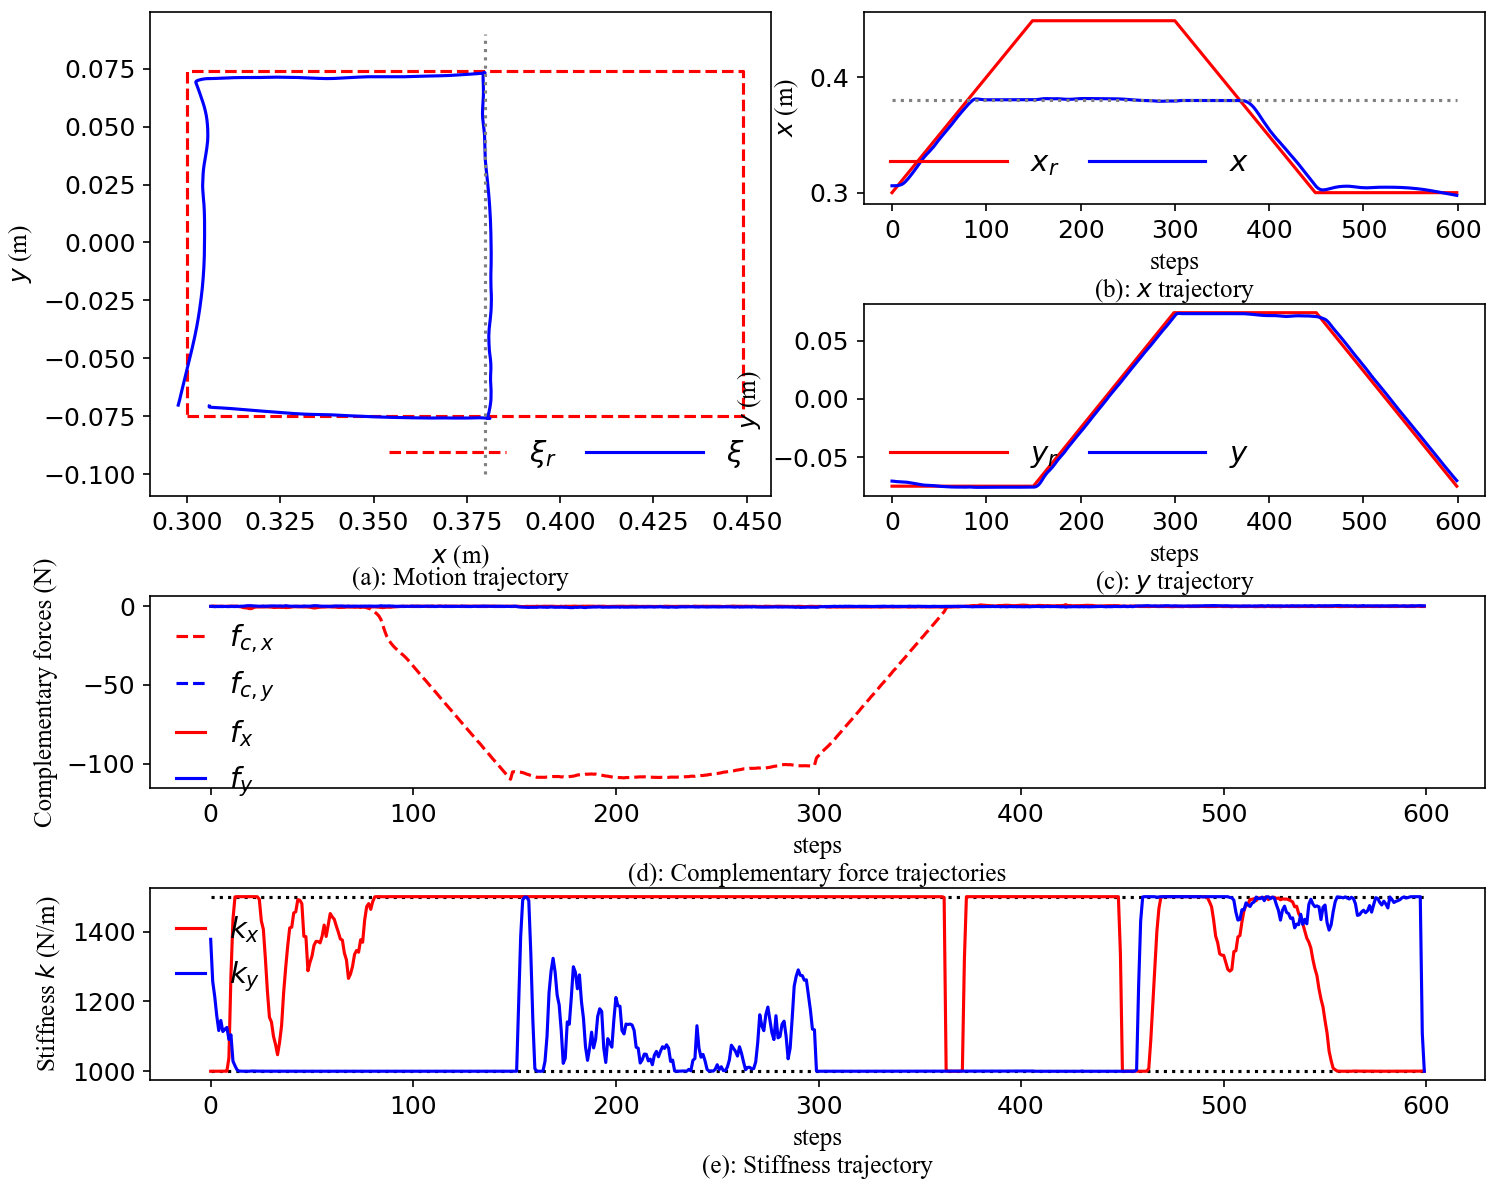 0.075
0.050
0.025
0.000
−0.025
−0.050
−0.075
−0.100
y (m)
ξr ξ
0.300 0.325 0.350 0.375 0.400 0.425 0.450
x (m)
(a): Motion trajectory
0.4
0.3
x (m)
xr x
0 100 200 300 400 500 600
steps
(b): x trajectory
0.05
0.00
−0.05
y (m)
yr y
0 100 200 300 400 500 600
steps
(c): y trajectory
Complementary forces (N)
0
−50
−100
fc,x
fc,y
fx
fy
0 100 200 300 400 500 600
steps
(d): Complementary force trajectories
Stiffness k (N/m)
1400
1200
1000
kx
ky
0 100 200 300 400 500 600
steps
(e): Stiffness trajectory